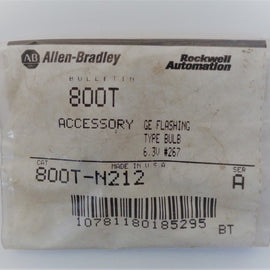 AB Allen-Bradley
Rockwell
Automation
BULLETIN
800T
ACCESSORY GE FLASHING
TYPE BULB
6.3V #267
CAT MADE IN U.S.A SER
800T-N212 A
10781180185295 BT